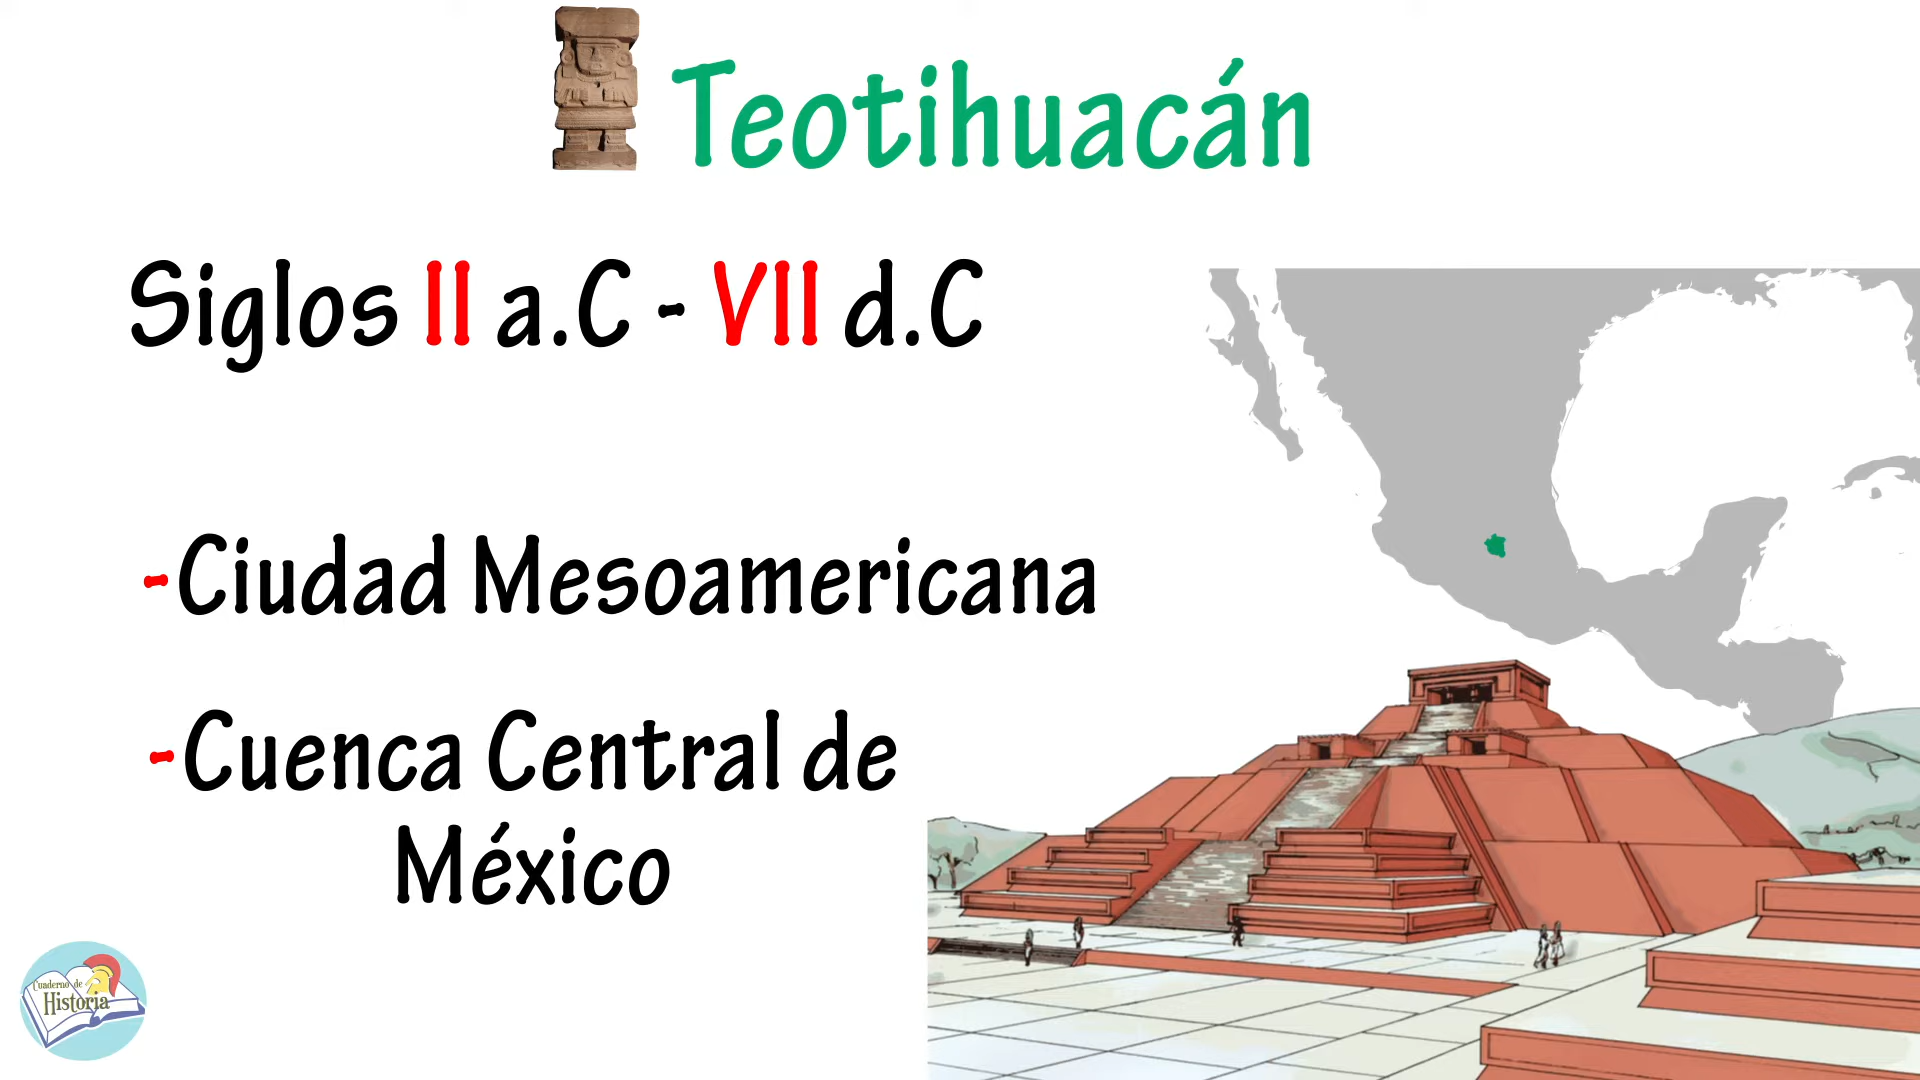 Teotihuacán
Siglos II a.C - VII d.C
-Ciudad Mesoamericana
-Cuenca Central de
México
Cuaderno de
Historia